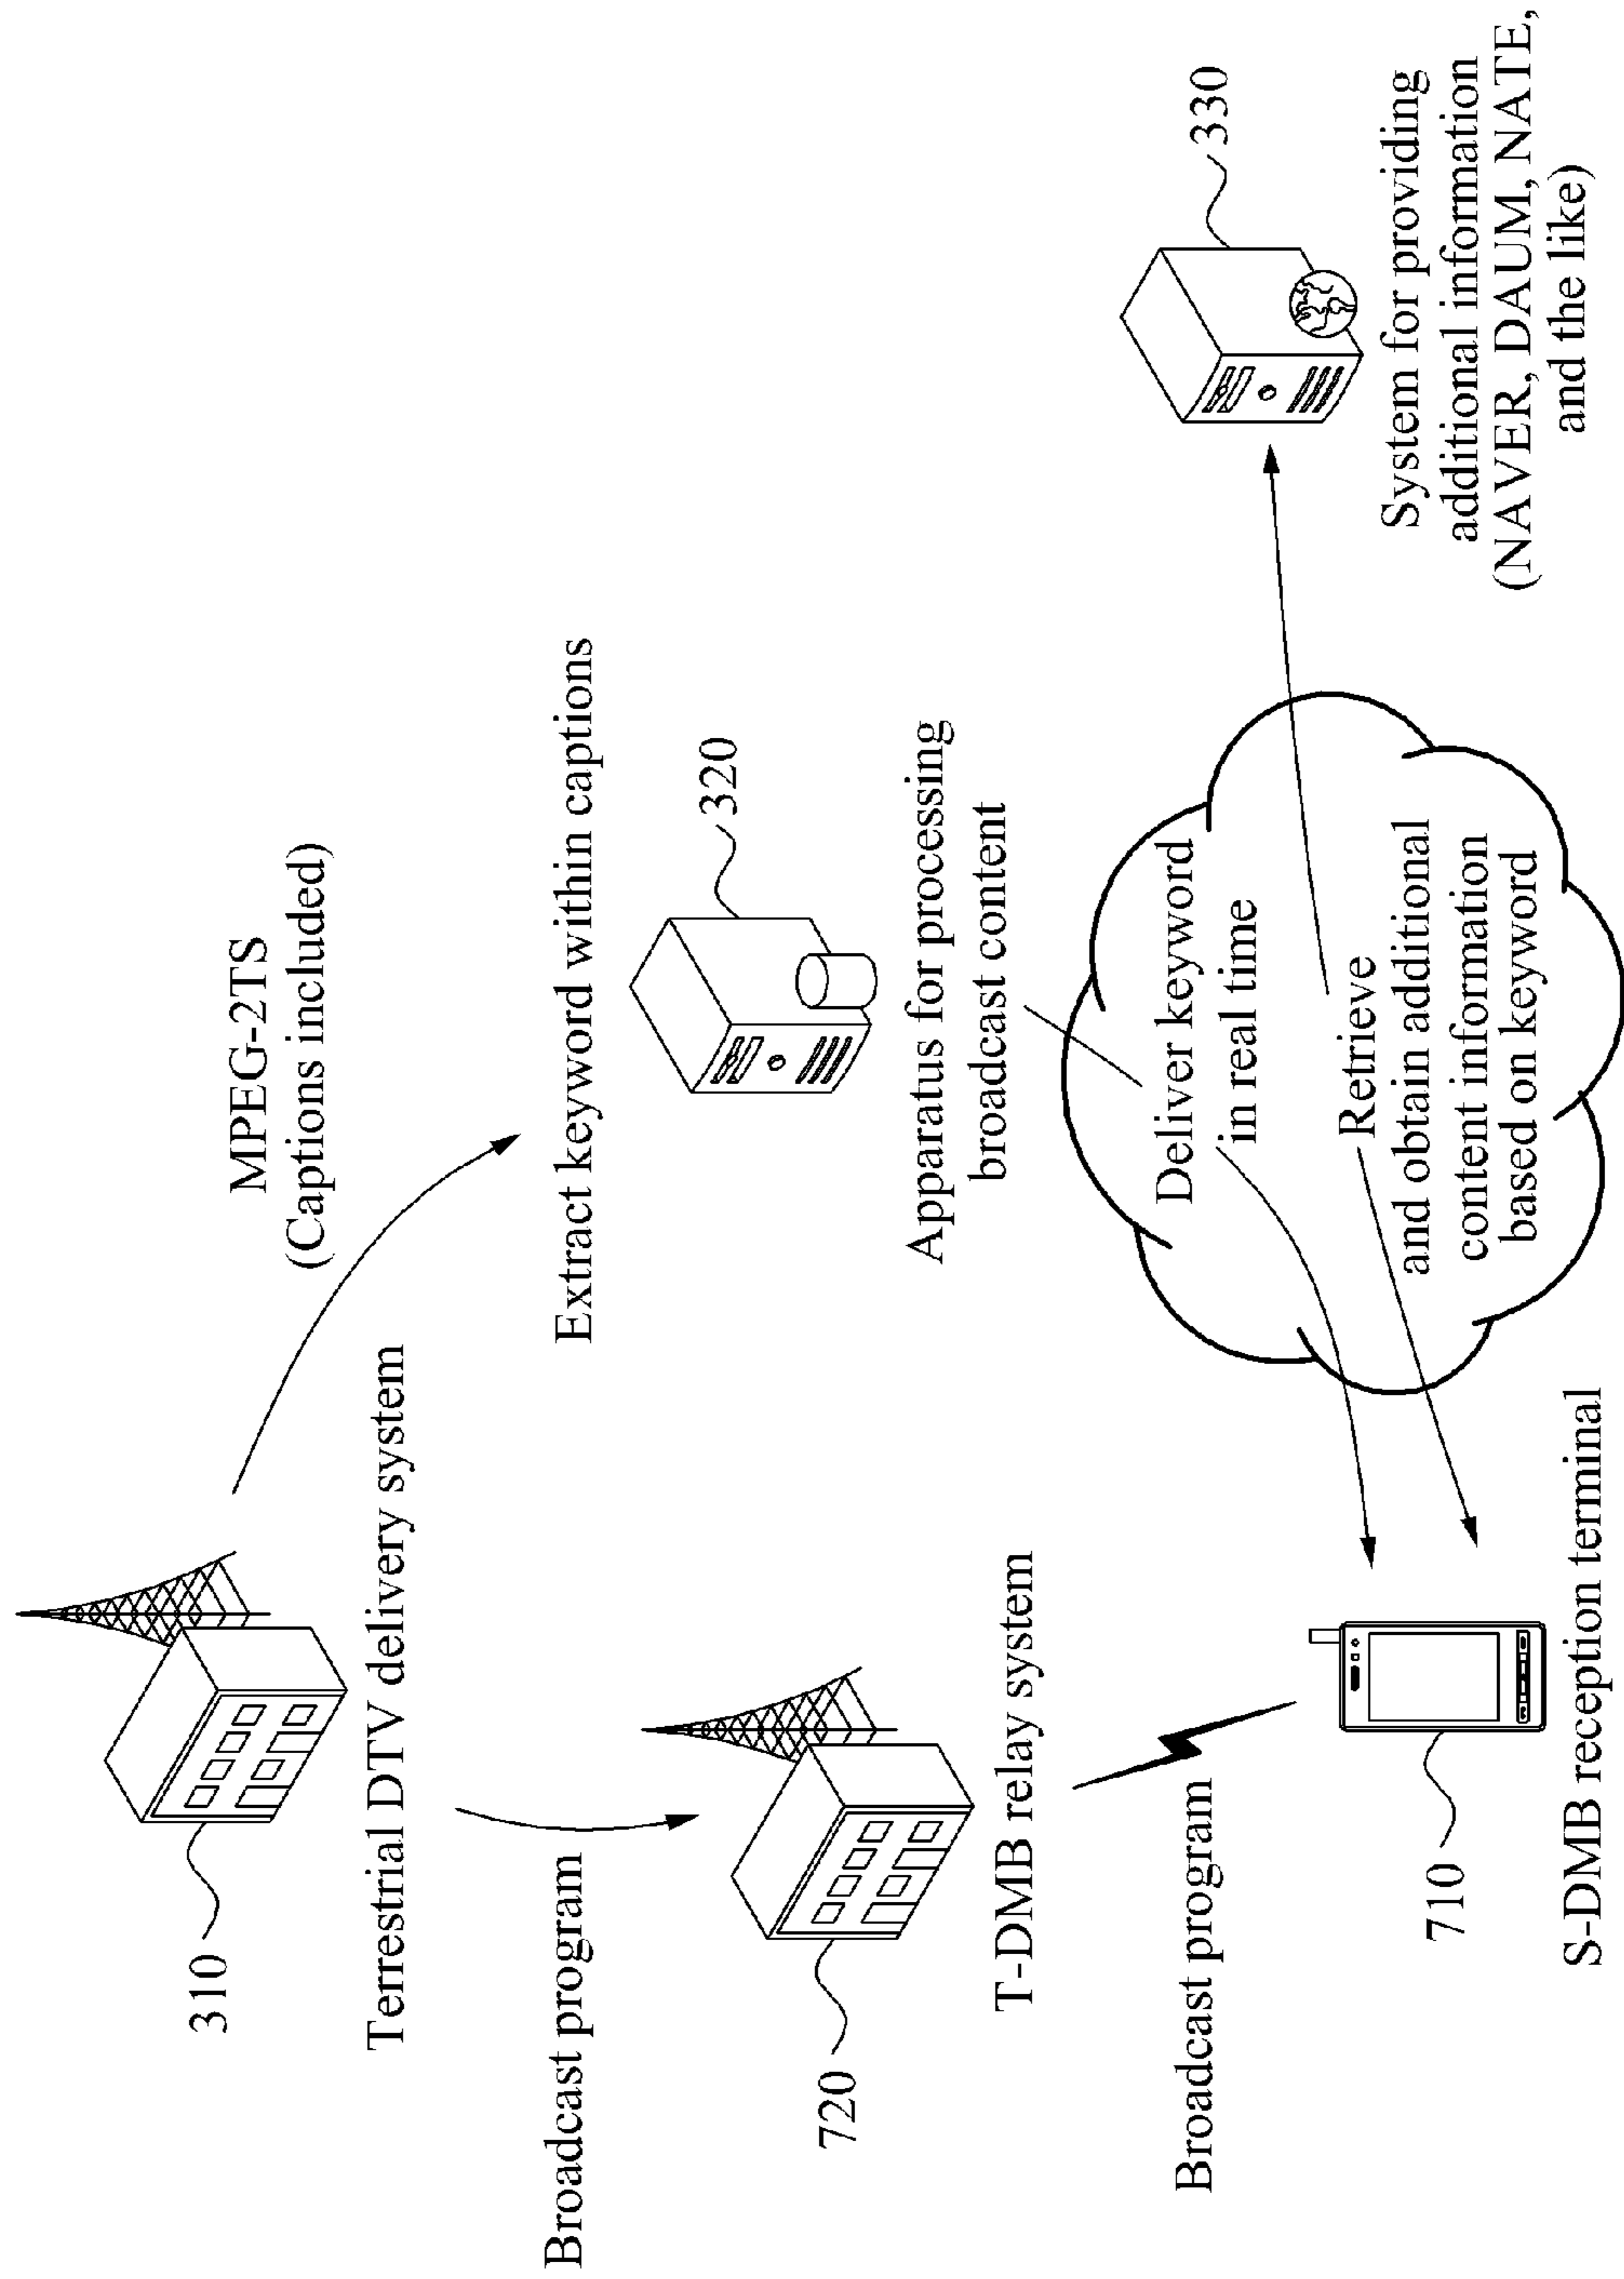 310
Terrestrial DTV delivery system
MPEG-2TS
(Captions included)
Broadcast program
Extract keyword within captions
720
T-DMB relay system
320
Apparatus for processing
broadcast content
Broadcast program
Deliver keyword
in real time
Retrieve
and obtain additional
content information
based on keyword
710
S-DMB reception terminal
330
System for providing
additional information
(NAVER, DAUM, NATE,
and the like)